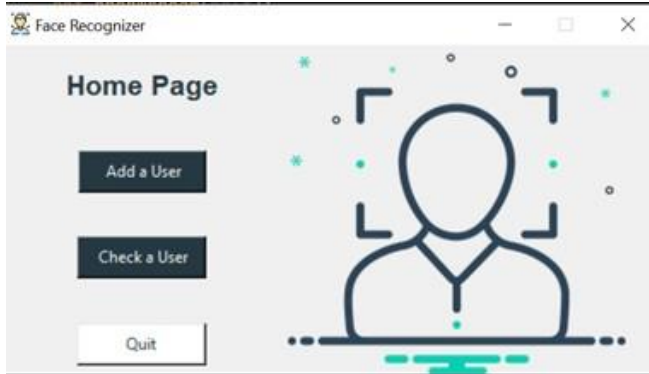 Face Recognizer
Home Page
Add a User
Check a User
Quit